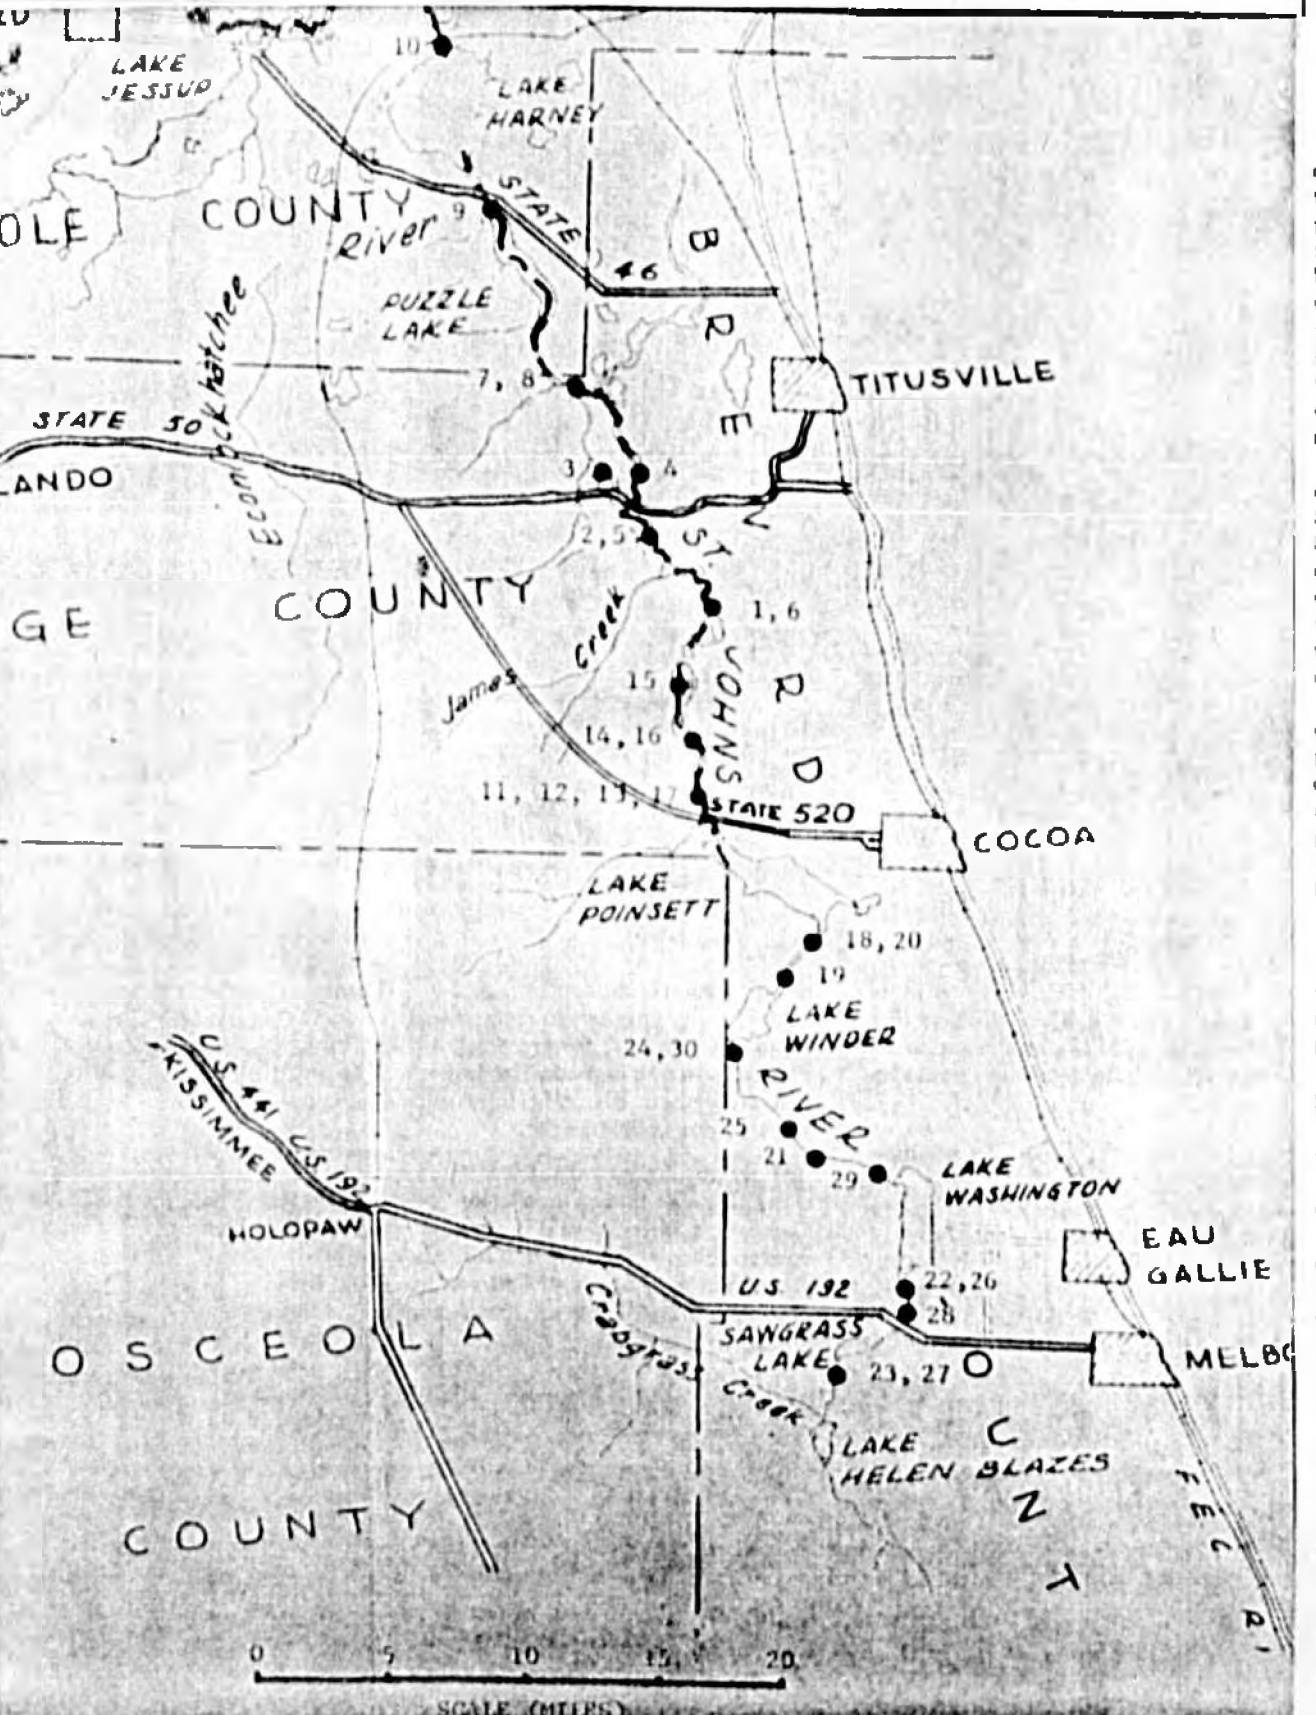 10
LAKE
JESSUP
LAKE
HARNEY
COUNTY
River
9
STATE
46
OLE
PUZZLE
LAKE
7, 8
TITUSVILLE
STATE 50
LANDO
Econlockhatchee
3
4
2,5
ST.
JOHNS
RIVER
B R E V A R D
COUNTY
GE
1, 6
James Creek
15
14, 16
11, 12, 13, 17
STATE 520
COCOA
LAKE
POINSETT
18, 20
19
LAKE
WINDER
24, 30
U.S. 441
U.S. 192
KISSIMMEE
25
21
29
LAKE
WASHINGTON
HOLOPAW
EAU
GALLIE
U.S. 192
22, 26
28
OSCEOLA
Crabgrass
Creek
SAWGRASS
LAKE
23, 27
MELBO
LAKE
HELEN BLAZES
C
O
N
T
COUNTY
FEC
R
0 5 10 15 20
SCALE (MILES)